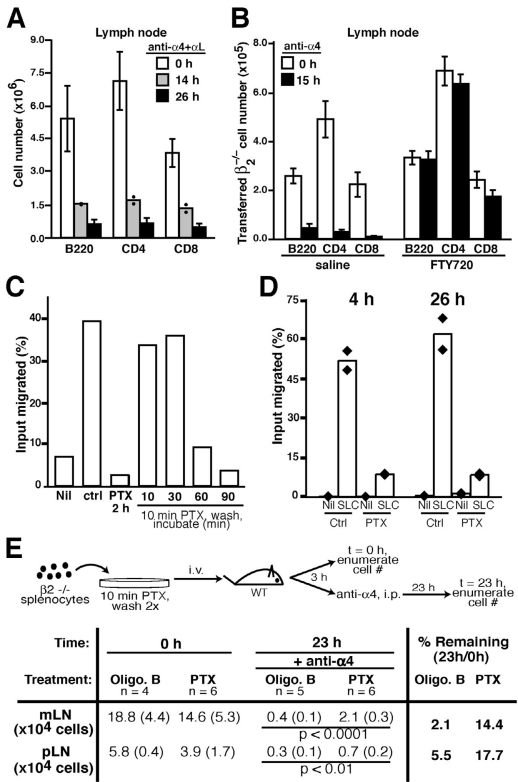 A
Lymph node
anti-α4+αL
0 h
14 h
26 h
Cell number (x10⁶)
9.0
7.5
6.0
4.5
3.0
1.5
.0
B220 CD4 CD8
B
Lymph node
anti-α4
0 h
15 h
Transferred β₂⁻/⁻ cell number (x10⁵)
8.0
6.0
4.0
2.0
0.0
B220 CD4 CD8 B220 CD4 CD8
saline FTY720
C
Input migrated (%)
40
30
20
10
0
Nil ctrl PTX 2 h 10 30 60 90
10 min PTX, wash,
incubate (min)
D
4 h 26 h
Input migrated (%)
75
60
45
30
15
0
Nil SLC Nil SLC Nil SLC Nil SLC
Ctrl PTX Ctrl PTX
E
β2 -/-
splenocytes
10 min PTX,
wash 2x
i.v.
WT
3 h
t = 0 h,
enumerate
cell #
anti-α4, i.p.
23 h
t = 23 h,
enumerate
cell #
Time: 0 h 23 h % Remaining
+ anti-α4 (23h/0h)
Treatment: Oligo. B PTX Oligo. B PTX Oligo. B PTX
n = 4 n = 6 n = 5 n = 6
mLN 18.8 (4.4) 14.6 (5.3) 0.4 (0.1) 2.1 (0.3) 2.1 14.4
(x10⁴ cells) p < 0.0001
pLN 5.8 (0.4) 3.9 (1.7) 0.3 (0.1) 0.7 (0.2) 5.5 17.7
(x10⁴ cells) p < 0.01